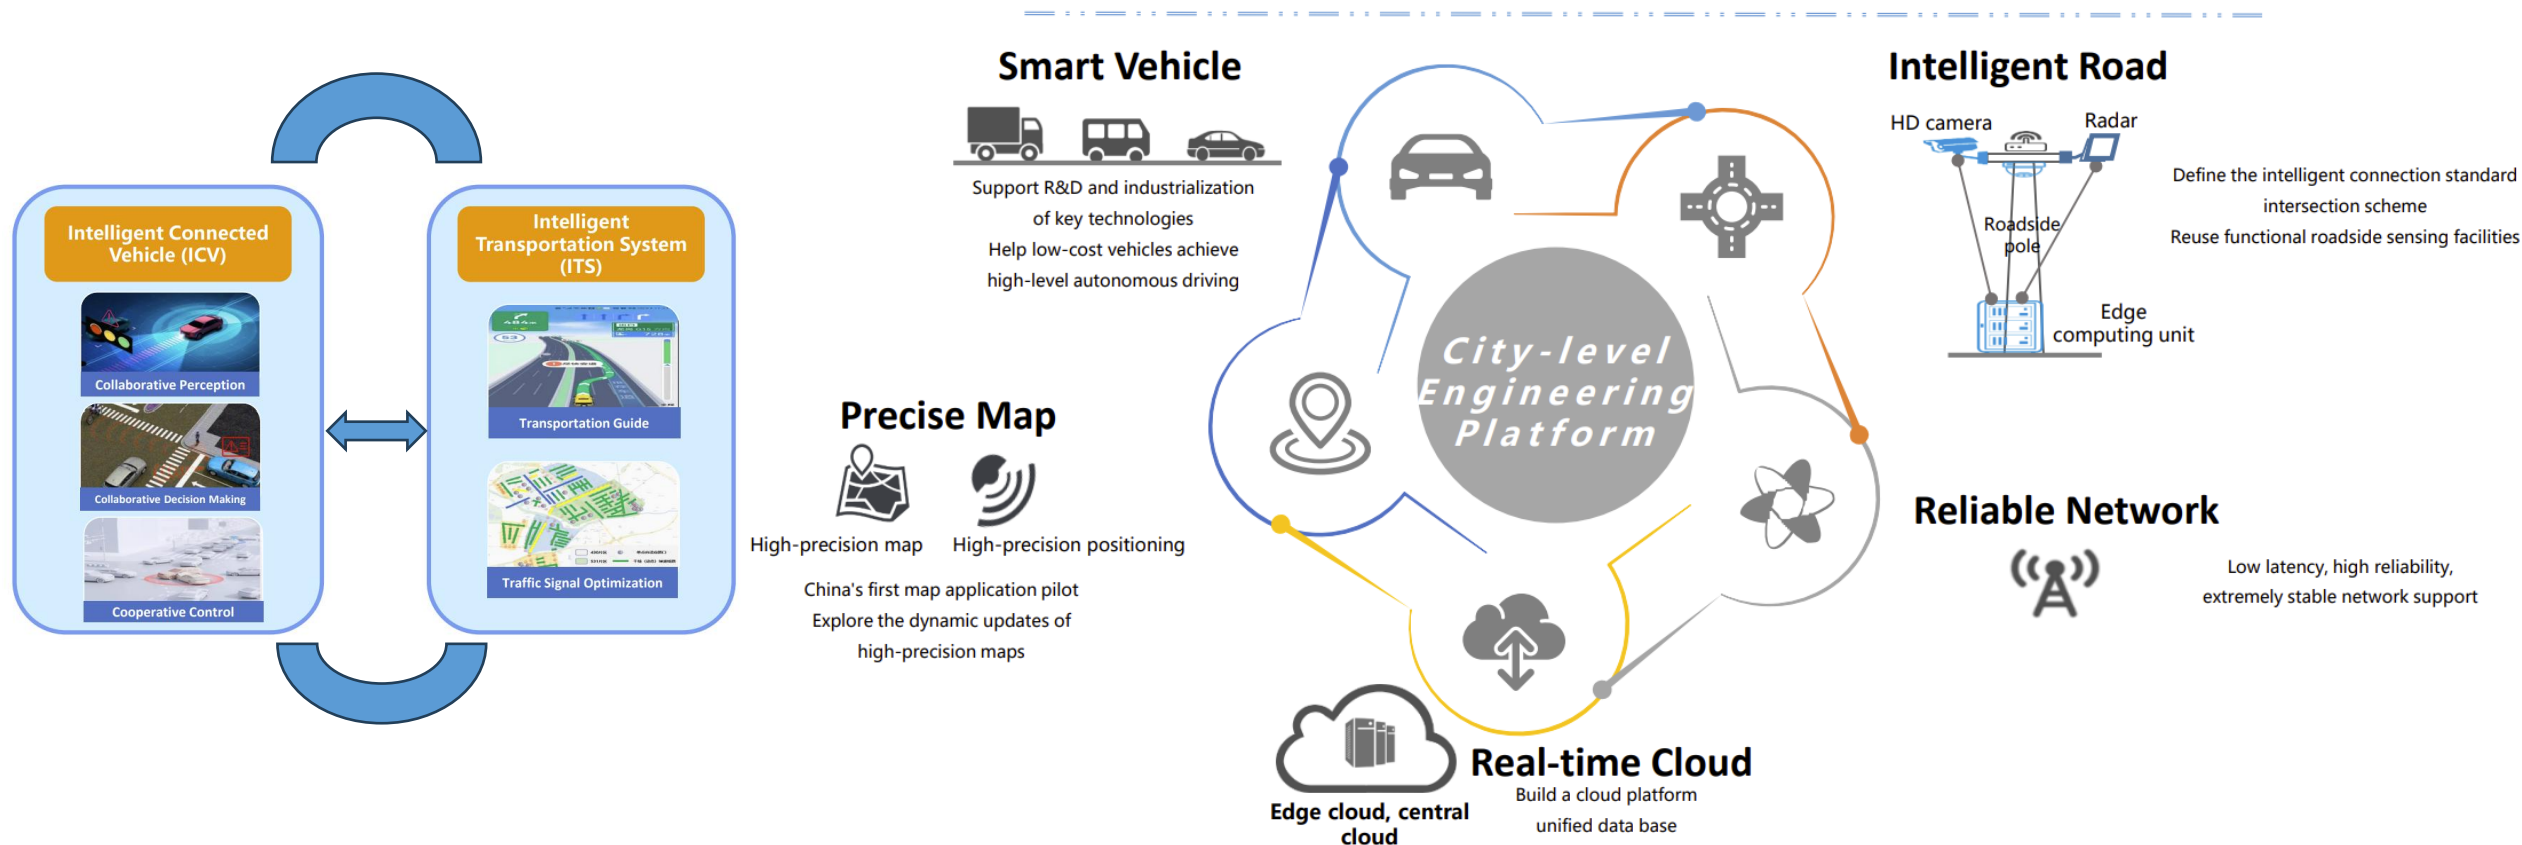 Intelligent Connected
Vehicle (ICV)
Collaborative Perception
Collaborative Decision Making
Cooperative Control
Intelligent
Transportation System
(ITS)
Transportation Guide
Traffic Signal Optimization
Smart Vehicle
Support R&D and industrialization
of key technologies
Help low-cost vehicles achieve
high-level autonomous driving
Precise Map
High-precision map
High-precision positioning
China's first map application pilot
Explore the dynamic updates of
high-precision maps
City-level
Engineering
Platform
Intelligent Road
HD camera
Radar
Roadside
pole
Edge
computing unit
Define the intelligent connection standard
intersection scheme
Reuse functional roadside sensing facilities
Reliable Network
Low latency, high reliability,
extremely stable network support
Edge cloud, central
cloud
Real-time Cloud
Build a cloud platform
unified data base